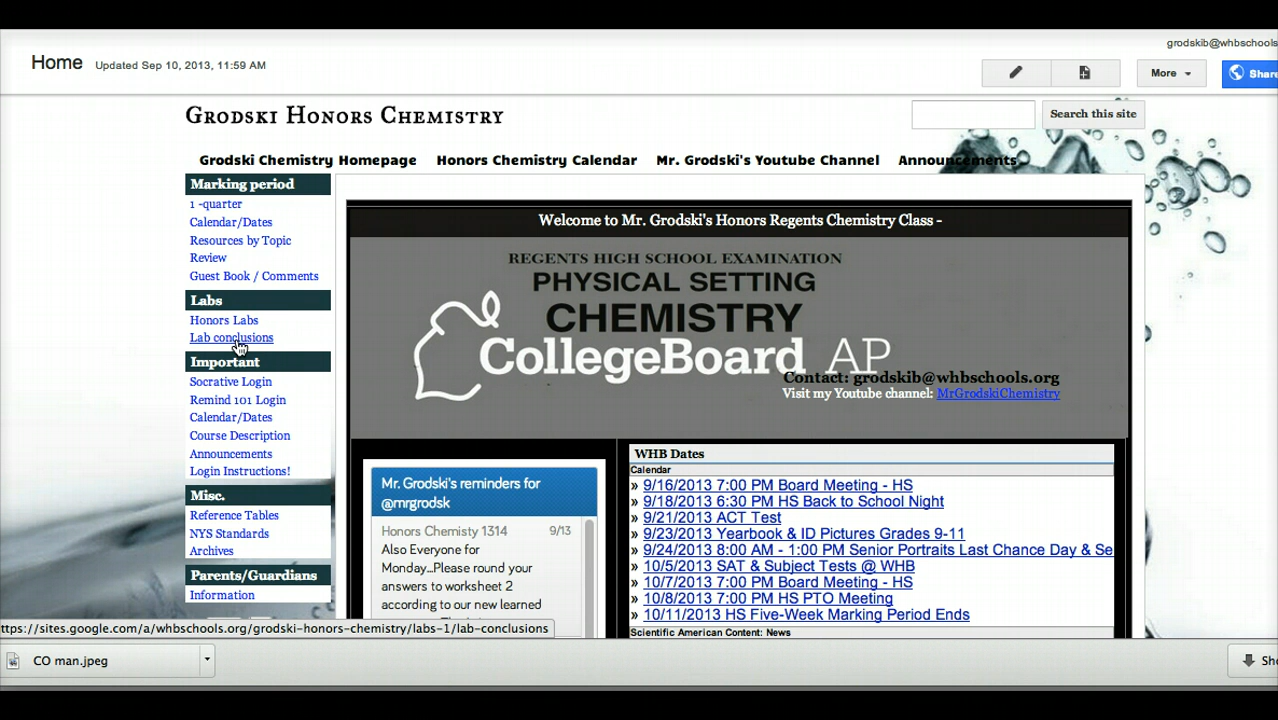 grodskib@whbschools
Home Updated Sep 10, 2013, 11:59 AM
More
Share
GRODSKI HONORS CHEMISTRY
Search this site
Grodski Chemistry Homepage Honors Chemistry Calendar Mr. Grodski's Youtube Channel Announcements
Marking period
1 -quarter
Calendar/Dates
Resources by Topic
Review
Guest Book / Comments
Labs
Honors Labs
Lab conclusions
Important
Socrative Login
Remind 101 Login
Calendar/Dates
Course Description
Announcements
Login Instructions!
Misc.
Reference Tables
NYS Standards
Archives
Parents/Guardians
Information
Welcome to Mr. Grodski's Honors Regents Chemistry Class -
REGENTS HIGH SCHOOL EXAMINATION
PHYSICAL SETTING
CHEMISTRY
CollegeBoard AP
Contact: grodskib@whbschools.org
Visit my Youtube channel: MrGrodskiChemistry
Mr. Grodski's reminders for
@mrgrodsk
Honors Chemisty 1314 9/13
Also Everyone for
Monday...Please round your
answers to worksheet 2
according to our new learned
WHB Dates
Calendar
» 9/16/2013 7:00 PM Board Meeting - HS
» 9/18/2013 6:30 PM HS Back to School Night
» 9/21/2013 ACT Test
» 9/23/2013 Yearbook & ID Pictures Grades 9-11
» 9/24/2013 8:00 AM - 1:00 PM Senior Portraits Last Chance Day & Se
» 10/5/2013 SAT & Subject Tests @ WHB
» 10/7/2013 7:00 PM Board Meeting - HS
» 10/8/2013 7:00 PM HS PTO Meeting
» 10/11/2013 HS Five-Week Marking Period Ends
Scientific American Content: News
ttps://sites.google.com/a/whbschools.org/grodski-honors-chemistry/labs-1/lab-conclusions
CO man.jpeg
Sho